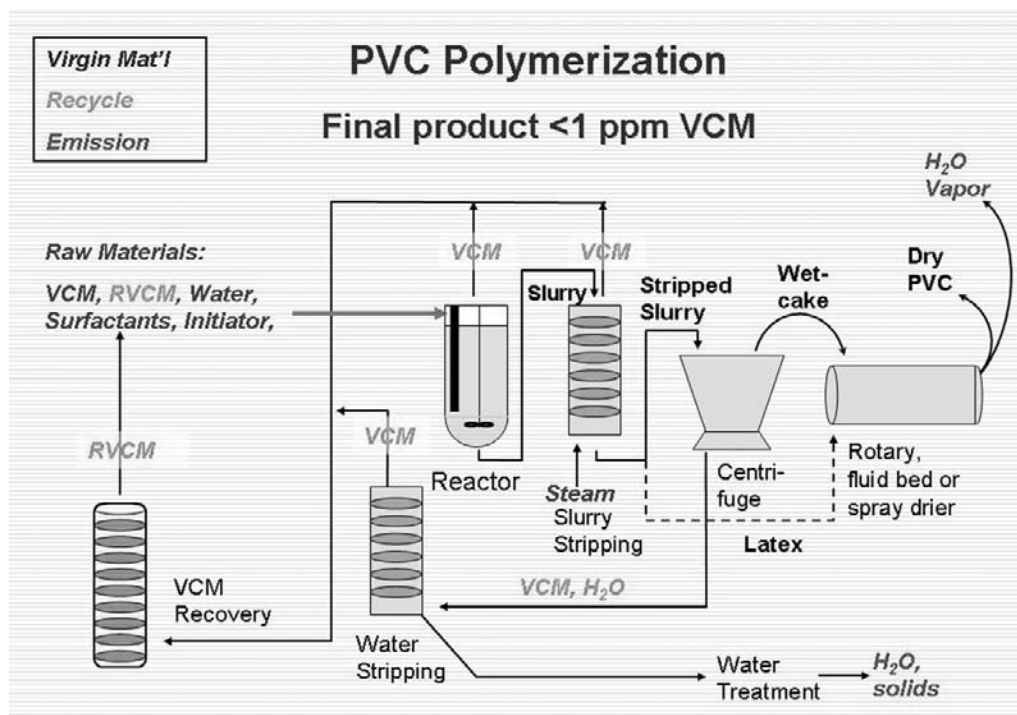 Virgin Mat'l
Recycle
Emission
PVC Polymerization
Final product <1 ppm VCM
H₂O
Vapor
Raw Materials:
VCM, RVCM, Water,
Surfactants, Initiator,
VCM
VCM
Slurry
Stripped
Slurry
Wet-
cake
Dry
PVC
RVCM
VCM
Reactor
Steam
Slurry
Stripping
Centri-
fuge
Rotary,
fluid bed or
spray drier
Latex
VCM
Recovery
VCM, H₂O
Water
Stripping
Water
Treatment
H₂O,
solids